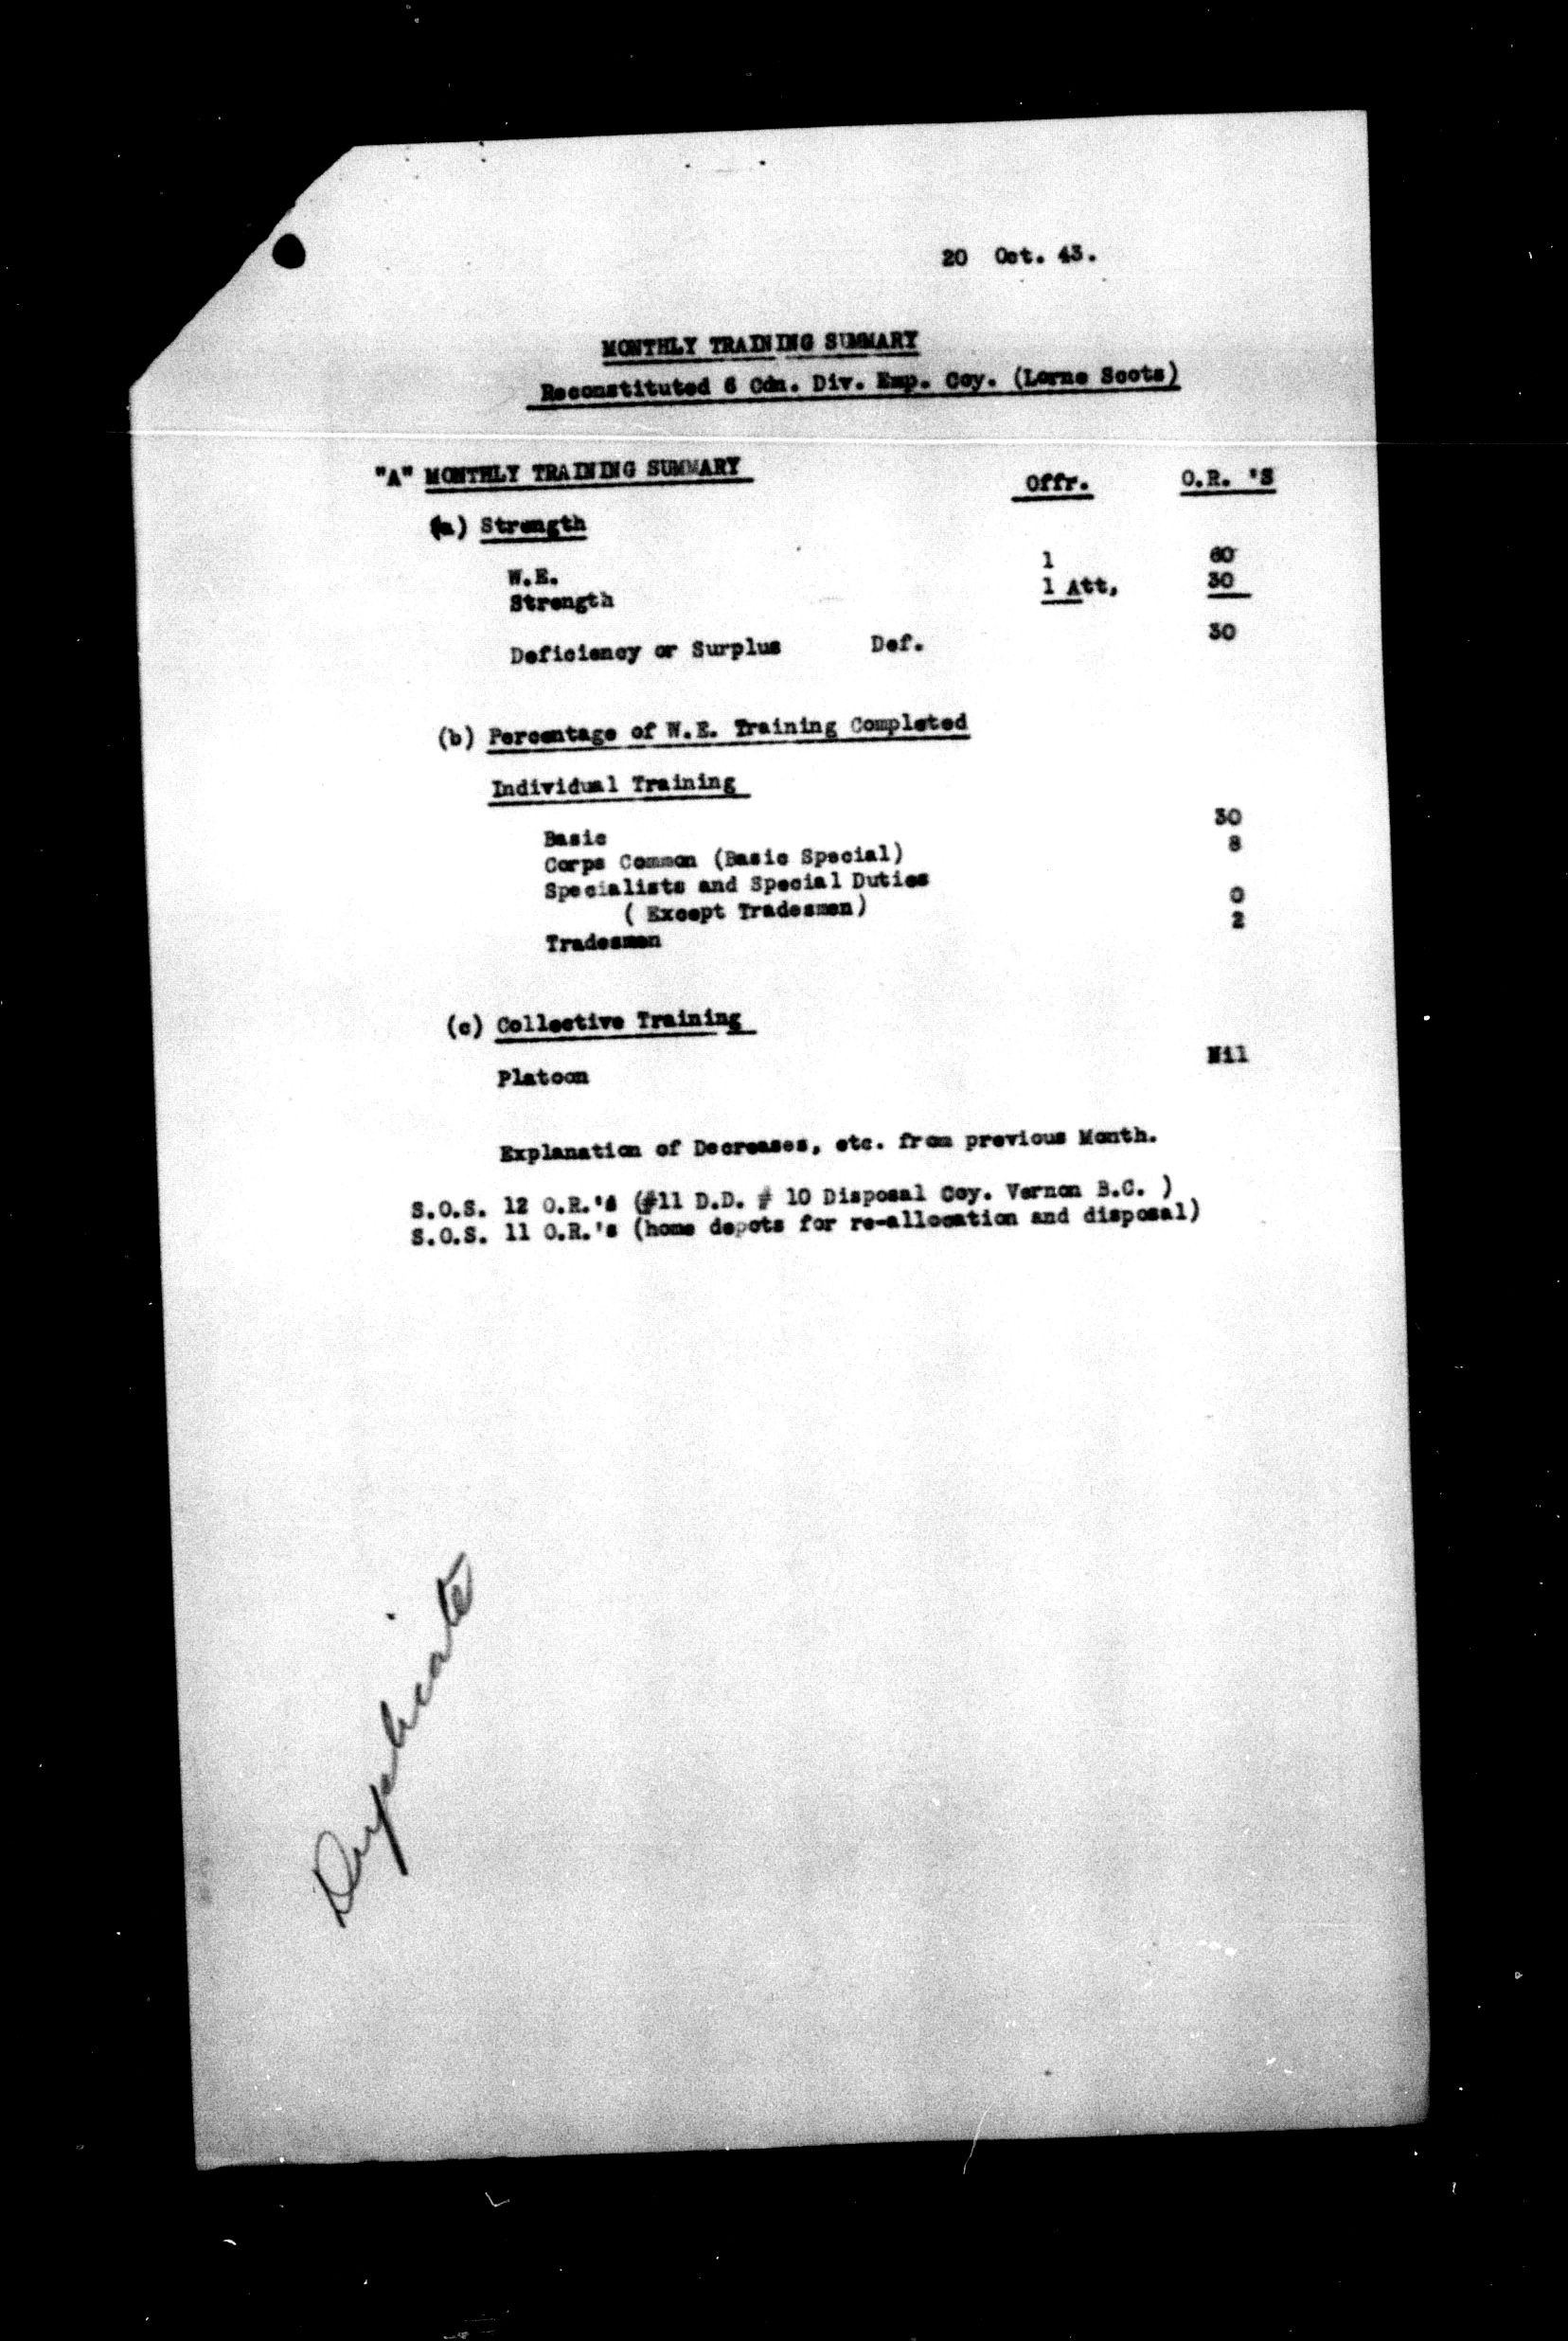 20 Oct. 43.
MONTHLY TRAINING SUMMARY
Reconstituted 6 Cdn. Div. Emp. Coy. (Lorne Scots)
"A" MONTHLY TRAINING SUMMARY Offr. O.R. 'S
(a) Strength
W.E. 1 60
Strength 1 Att, 30
Deficiency or Surplus Def. 30
(b) Percentage of W.E. Training Completed
Individual Training
Basic 30
Corps Common (Basic Special) 8
Specialists and Special Duties
( Except Tradesmen) 0
Tradesmen 2
(c) Collective Training
Platoon Nil
Explanation of Decreases, etc. from previous Month.
S.O.S. 12 O.R.'s (#11 D.D. # 10 Disposal Coy. Vernon B.C. )
S.O.S. 11 O.R.'s (home depots for re-allocation and disposal)
Duplicate